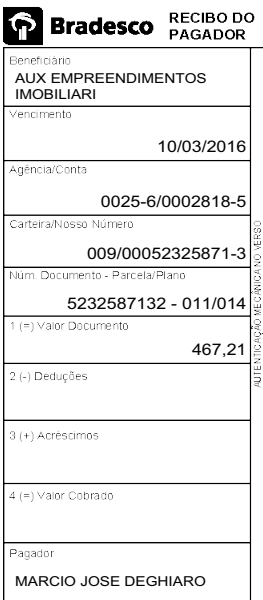 Bradesco
RECIBO DO
PAGADOR
Beneficiário
AUX EMPREENDIMENTOS
IMOBILIARI
Vencimento
10/03/2016
Agência/Conta
0025-6/0002818-5
Carteira/Nosso Número
009/00052325871-3
Núm. Documento - Parcela/Plano
5232587132 - 011/014
1 (=) Valor Documento
467,21
2 (-) Deduções
3 (+) Acréscimos
4 (=) Valor Cobrado
Pagador
MARCIO JOSE DEGHIARO
AUTENTICAÇÃO MECÂNICA NO VERSO